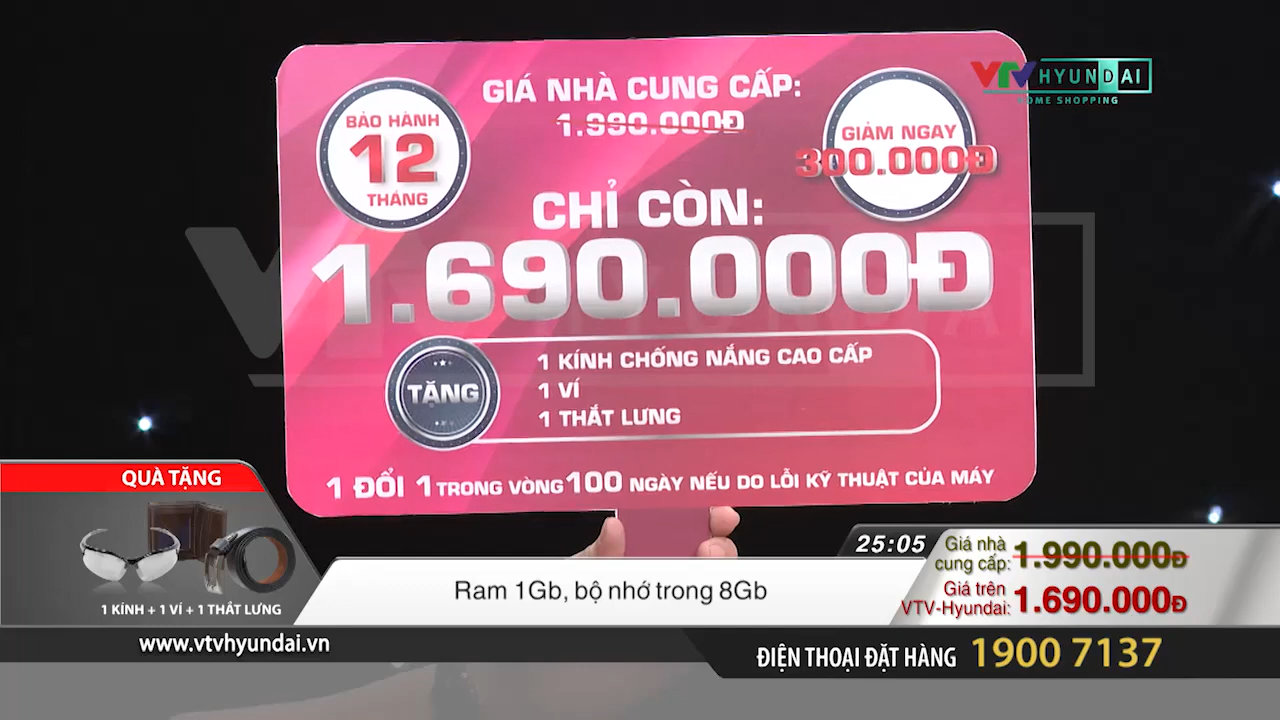 VTV HYUNDAI
HOME SHOPPING
GIÁ NHÀ CUNG CẤP:
1.990.000Đ
BẢO HÀNH
12
THÁNG
GIẢM NGAY
300.000Đ
CHỈ CÒN:
1.690.000Đ
TẶNG
1 KÍNH CHỐNG NẮNG CAO CẤP
1 VÍ
1 THẮT LƯNG
1 ĐỔI 1 TRONG VÒNG 100 NGÀY NẾU DO LỖI KỸ THUẬT CỦA MÁY
QUÀ TẶNG
1 KÍNH + 1 VÍ + 1 THẮT LƯNG
Ram 1Gb, bộ nhớ trong 8Gb
25:05
Giá nhà
cung cấp: 1.990.000Đ
Giá trên
VTV-Hyundai: 1.690.000Đ
www.vtvhyundai.vn
ĐIỆN THOẠI ĐẶT HÀNG 1900 7137